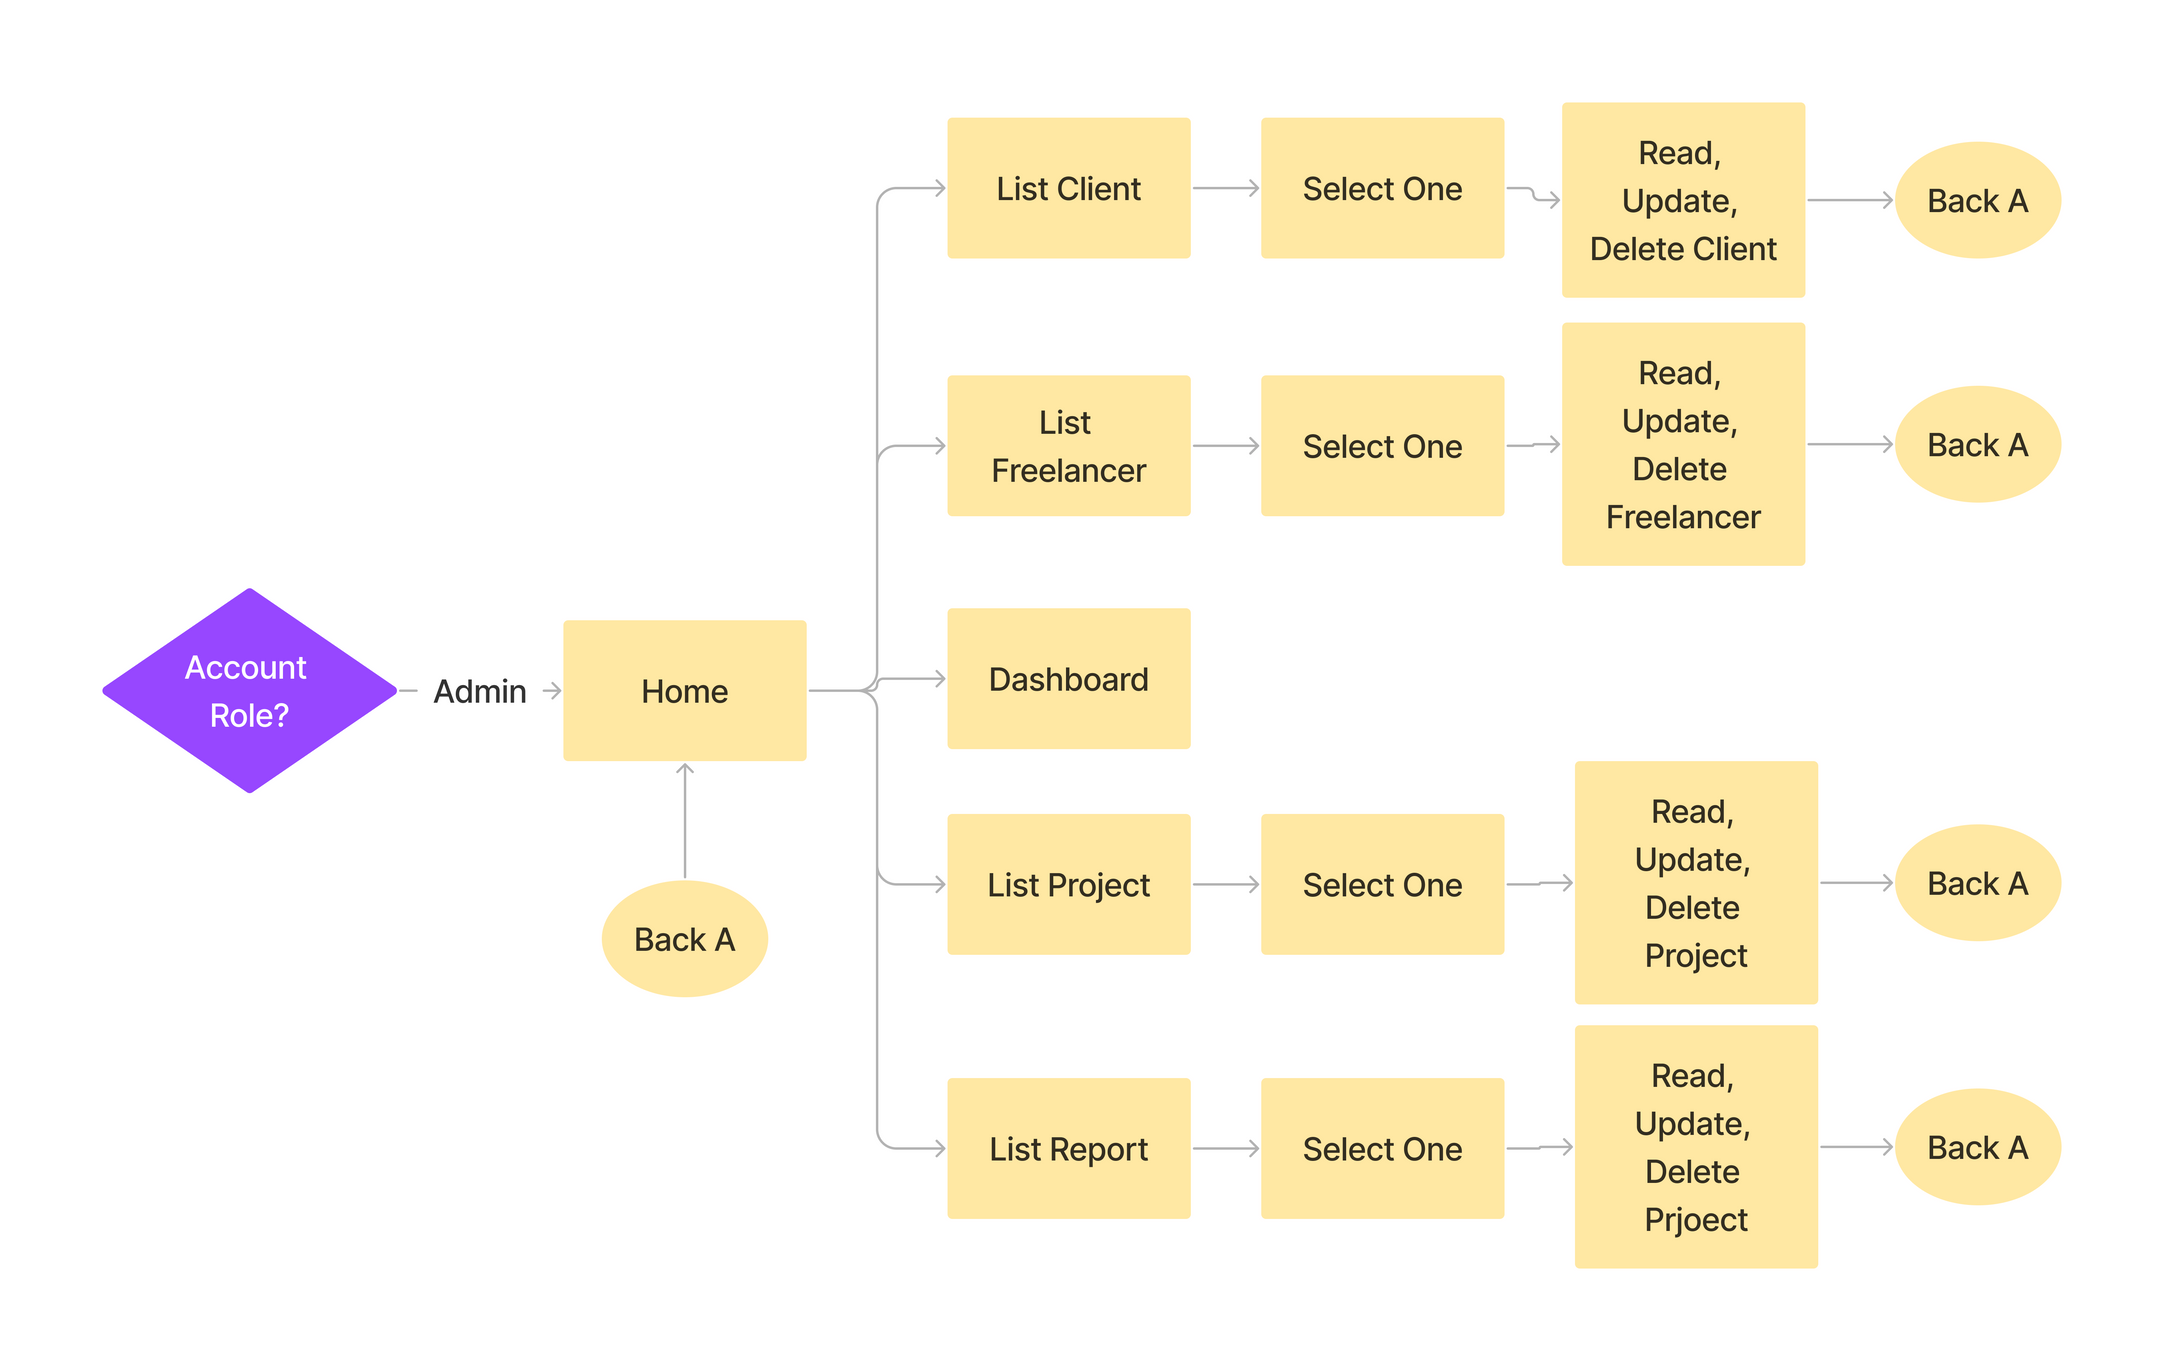 Account
Role?
Admin
Home
Back A
List Client
Select One
Read,
Update,
Delete Client
Back A
List
Freelancer
Select One
Read,
Update,
Delete
Freelancer
Back A
Dashboard
List Project
Select One
Read,
Update,
Delete
Project
Back A
List Report
Select One
Read,
Update,
Delete
Prjoect
Back A